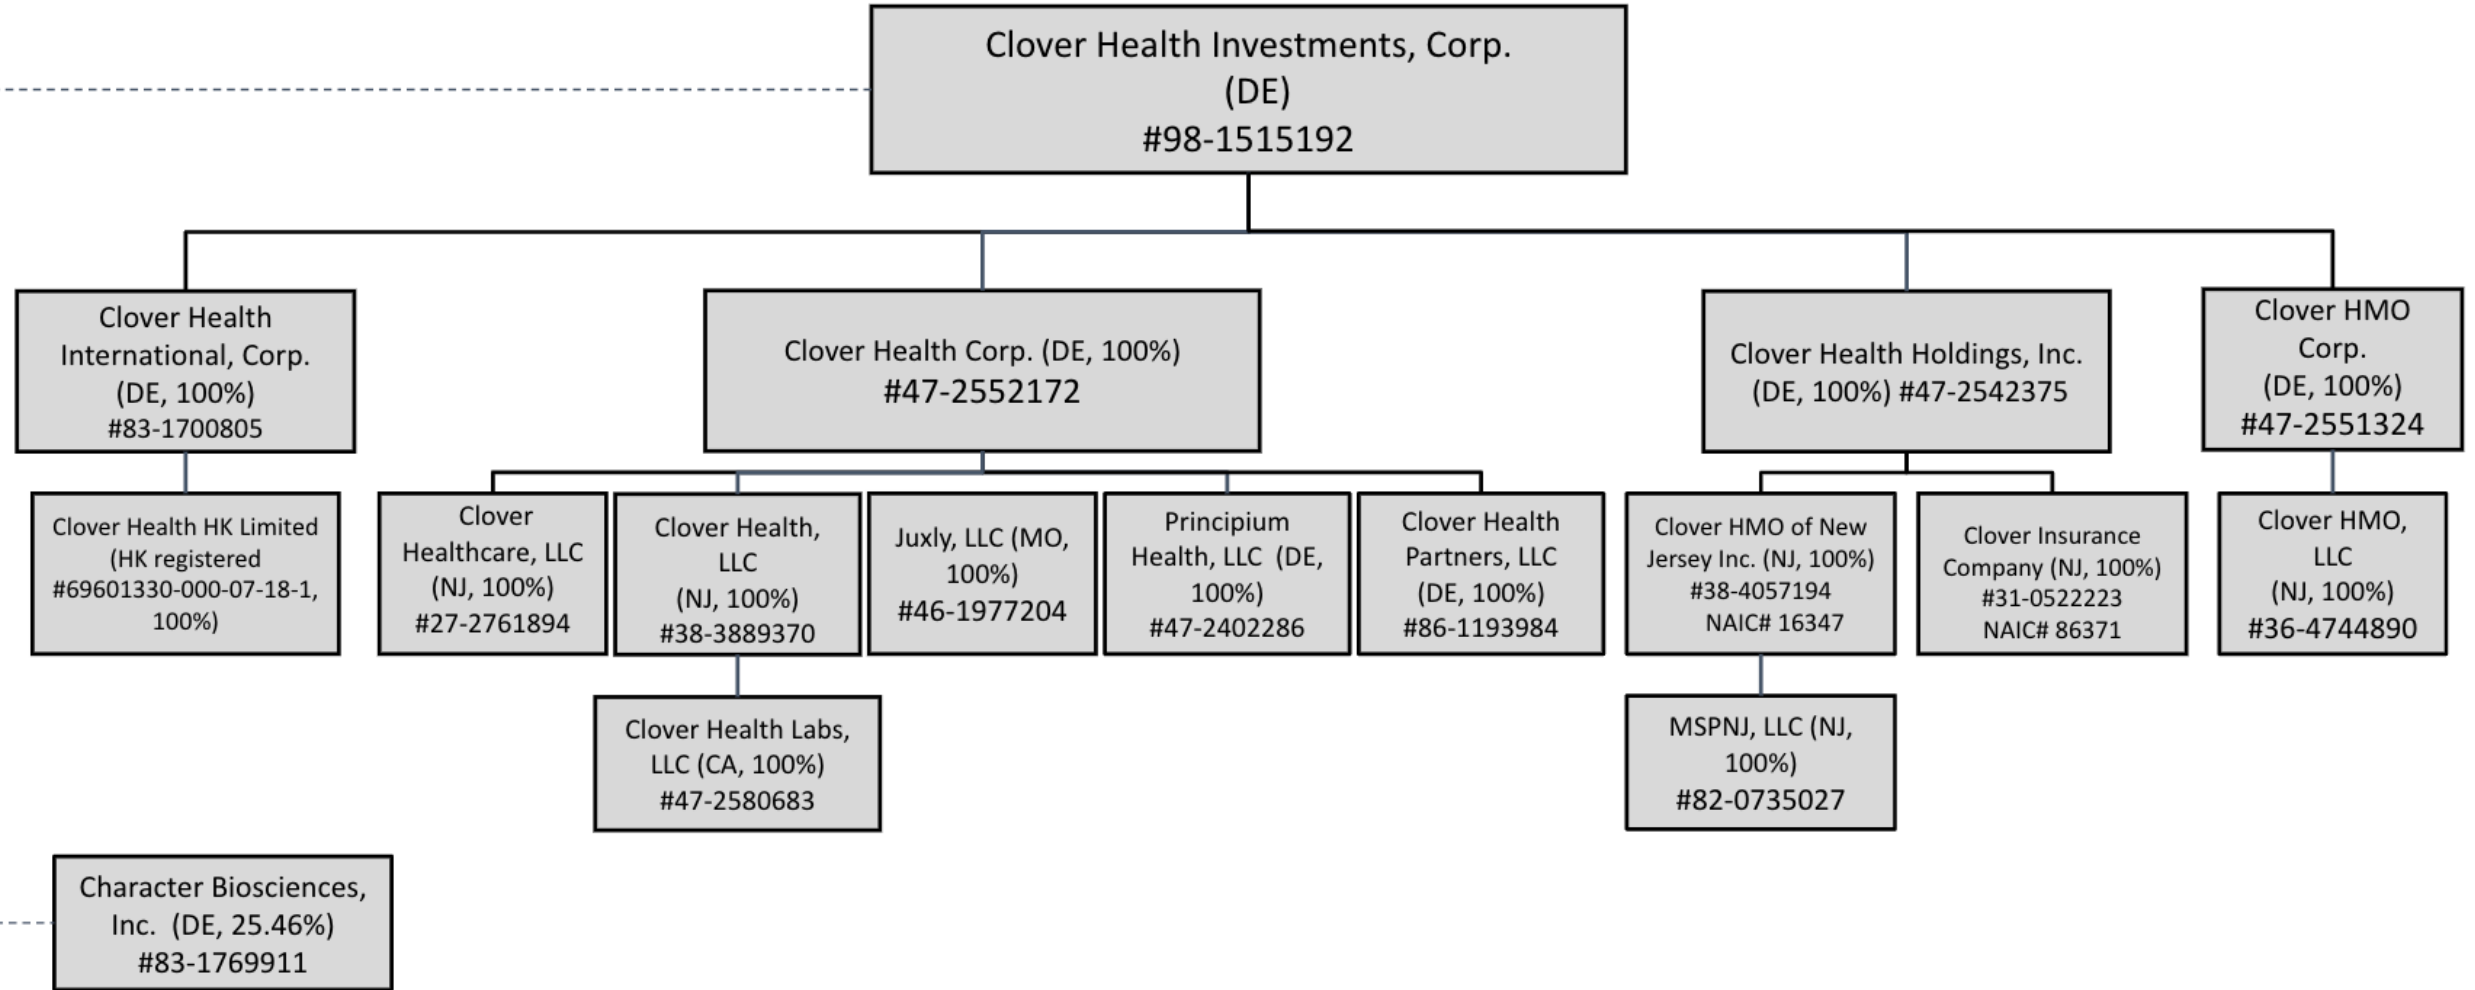 Clover Health Investments, Corp.
(DE)
#98-1515192
Clover Health
International, Corp.
(DE, 100%)
#83-1700805
Clover Health Corp. (DE, 100%)
#47-2552172
Clover Health Holdings, Inc.
(DE, 100%) #47-2542375
Clover HMO
Corp.
(DE, 100%)
#47-2551324
Clover Health HK Limited
(HK registered
#69601330-000-07-18-1,
100%)
Clover
Healthcare, LLC
(NJ, 100%)
#27-2761894
Clover Health,
LLC
(NJ, 100%)
#38-3889370
Juxly, LLC (MO,
100%)
#46-1977204
Principium
Health, LLC (DE,
100%)
#47-2402286
Clover Health
Partners, LLC
(DE, 100%)
#86-1193984
Clover HMO of New
Jersey Inc. (NJ, 100%)
#38-4057194
NAIC# 16347
Clover Insurance
Company (NJ, 100%)
#31-0522223
NAIC# 86371
Clover HMO,
LLC
(NJ, 100%)
#36-4744890
Clover Health Labs,
LLC (CA, 100%)
#47-2580683
MSPNJ, LLC (NJ,
100%)
#82-0735027
Character Biosciences,
Inc. (DE, 25.46%)
#83-1769911